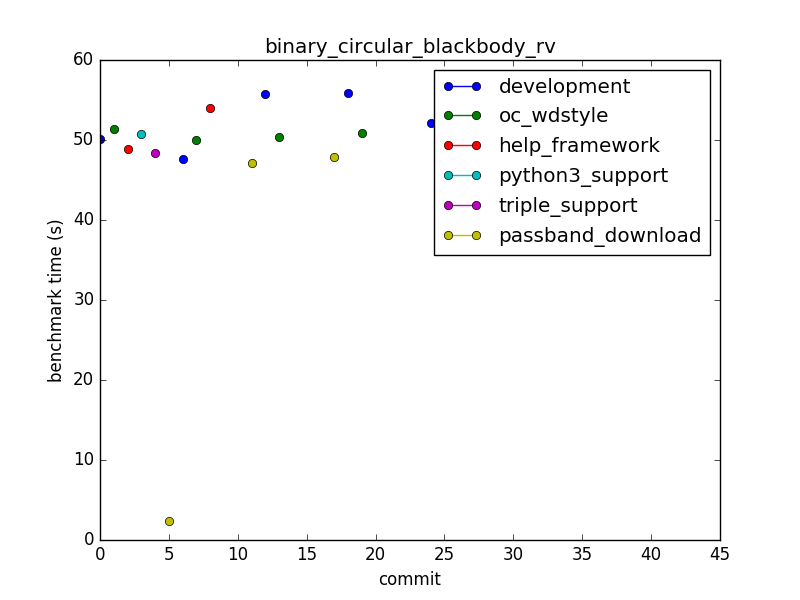 binary_circular_blackbody_rv
60
50
40
30
20
10
0
benchmark time (s)
development
oc_wdstyle
help_framework
python3_support
triple_support
passband_download
0 5 10 15 20 25 30 35 40 45
commit